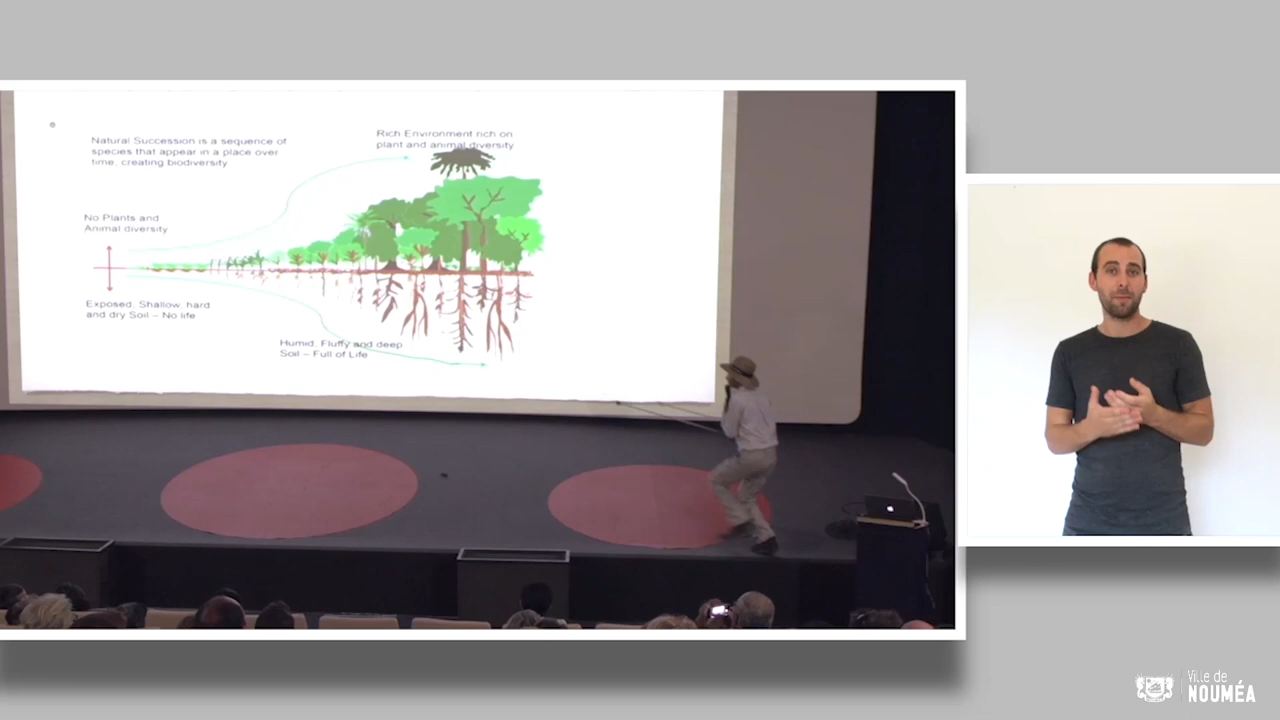 Natural Succession is a sequence of
species that appear in a place over
time, creating biodiversity
Rich Environment rich on
plant and animal diversity
No Plants and
Animal diversity
Exposed, Shallow, hard
and dry Soil – No life
Humid, Fluffy and deep
Soil – Full of Life
Ville de
NOUMÉA